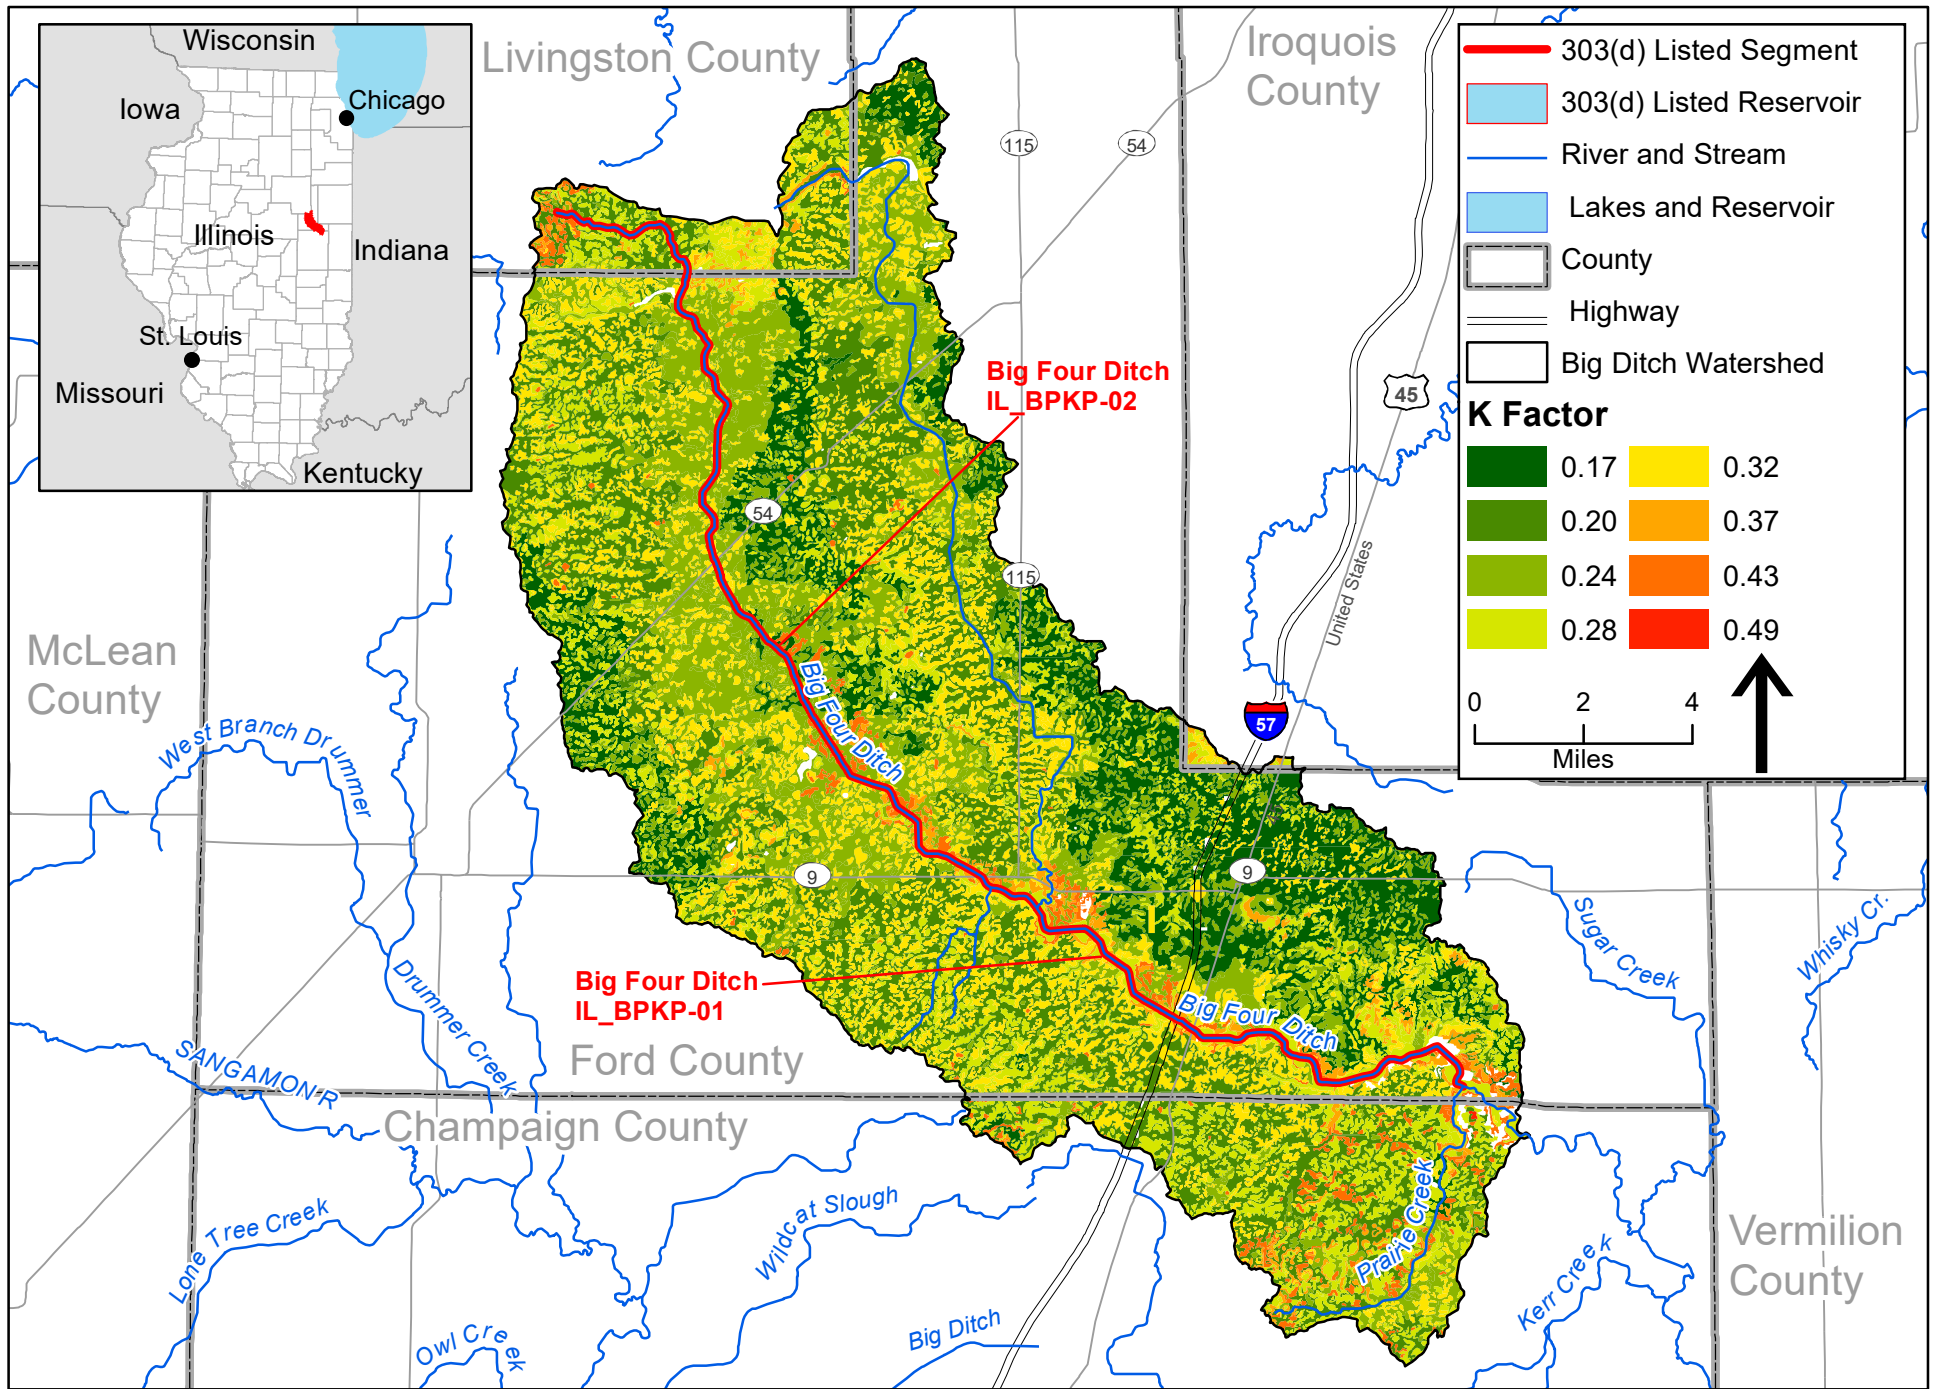 Wisconsin
Iowa
Chicago
Illinois
Indiana
St. Louis
Missouri
Kentucky
Livingston County
Iroquois
County
303(d) Listed Segment
303(d) Listed Reservoir
River and Stream
Lakes and Reservoir
County
Highway
Big Ditch Watershed
K Factor
0.17
0.32
0.20
0.37
0.24
0.43
0.28
0.49
0
2
4
Miles
115
54
45
Big Four Ditch
IL_BPKP-02
54
115
United States
McLean
County
Big Four Ditch
57
West Branch Drummer
9
9
Sugar Creek
Whisky Cr.
Drummer Creek
Big Four Ditch
IL_BPKP-01
Big Four Ditch
Ford County
SANGAMON R
Champaign County
Lone Tree Creek
Wildcat Slough
Prairie Creek
Vermilion
County
Kerr Creek
Owl Creek
Big Ditch